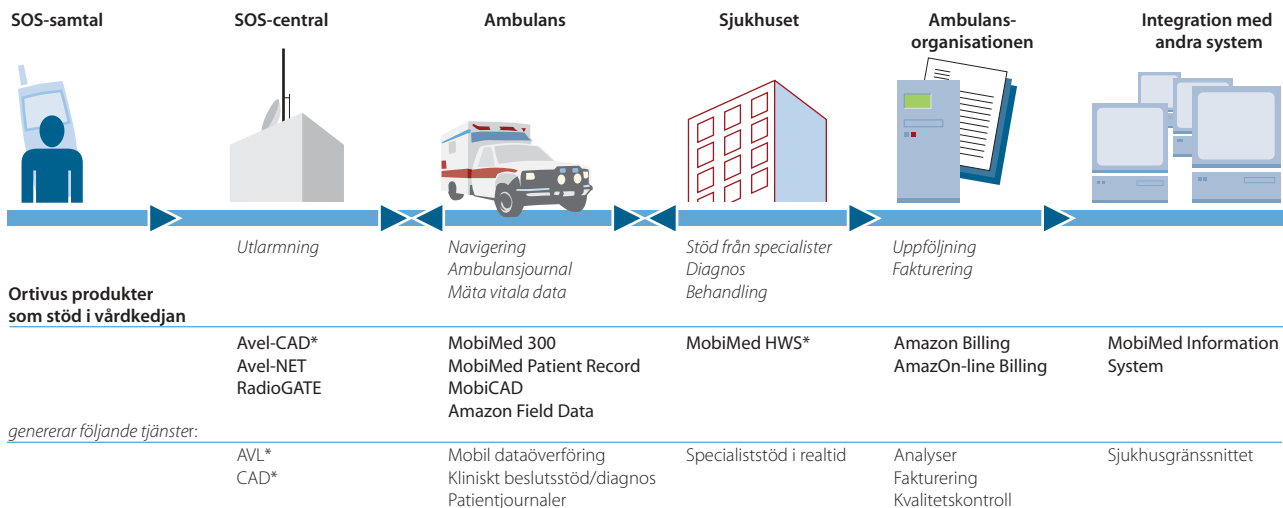 SOS-samtal
SOS-central
Ambulans
Sjukhuset
Ambulans-
organisationen
Integration med
andra system
Utlarmning
Navigering
Ambulansjournal
Mäta vitala data
Stöd från specialister
Diagnos
Behandling
Uppföljning
Fakturering
Ortivus produkter
som stöd i vårdkedjan
Avel-CAD*
Avel-NET
RadioGATE
MobiMed 300
MobiMed Patient Record
MobiCAD
Amazon Field Data
MobiMed HWS*
Amazon Billing
AmazOn-line Billing
MobiMed Information
System
genererar följande tjänster:
AVL*
CAD*
Mobil dataöverföring
Kliniskt beslutsstöd/diagnos
Patientjournaler
Specialiststöd i realtid
Analyser
Fakturering
Kvalitetskontroll
Sjukhusgränssnittet